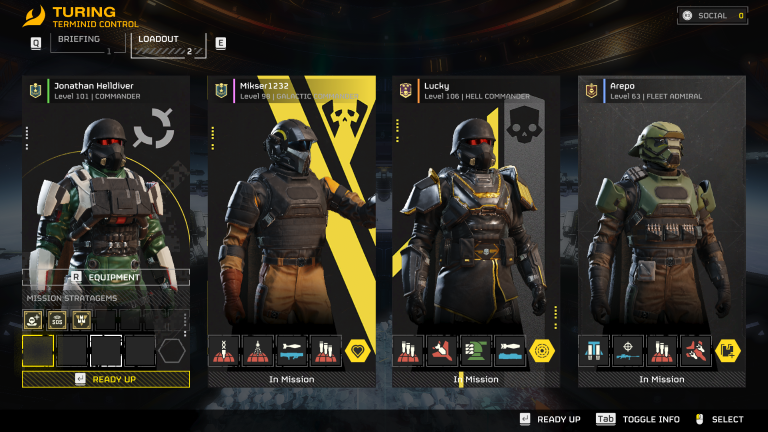 TURING
TERMINID CONTROL
SOCIAL 0
Q
BRIEFING
1
LOADOUT
2
E
Jonathan Helldiver
Level 101 | COMMANDER
Mikser1232
Level 98 | GALACTIC
Lucky
Level 106 | HELL COMMANDER
Arepo
Level 63 | FLEET ADMIRAL
R EQUIPMENT
MISSION STRATAGEMS
SOS
READY UP
In Mission
In Mission
In Mission
READY UP
Tab TOGGLE INFO
SELECT